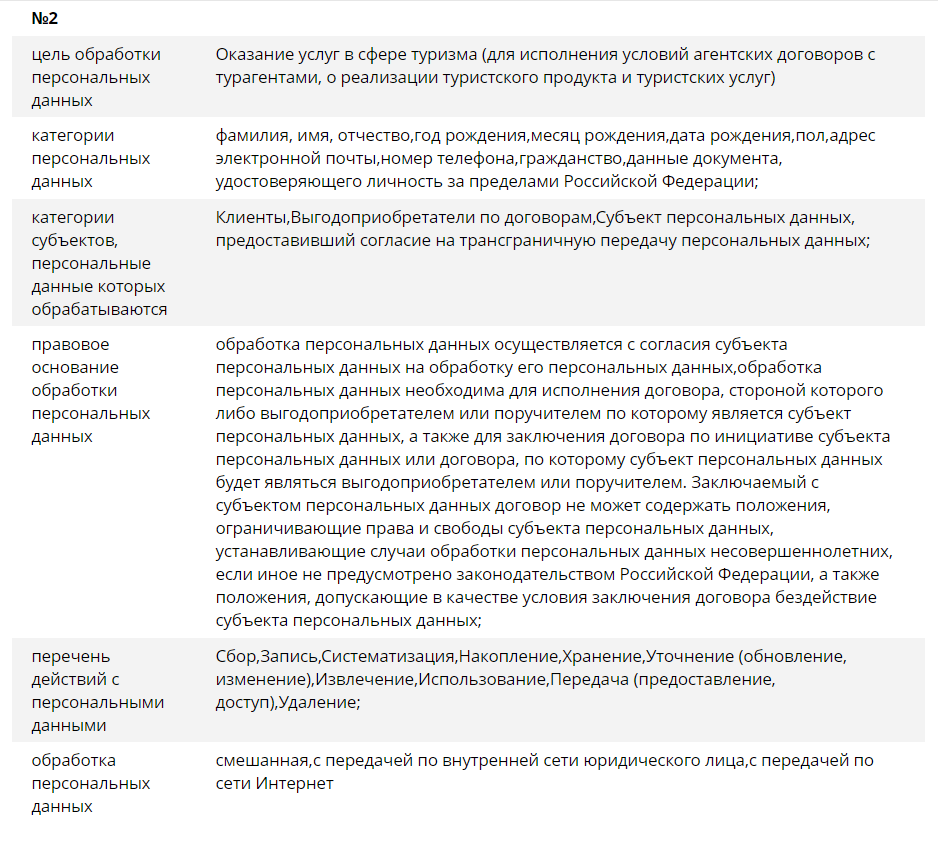 №2
цель обработки
персональных
данных
Оказание услуг в сфере туризма (для исполнения условий агентских договоров с
турагентами, о реализации туристского продукта и туристских услуг)
категории
персональных
данных
фамилия, имя, отчество,год рождения,месяц рождения,дата рождения,пол,адрес
электронной почты,номер телефона,гражданство,данные документа,
удостоверяющего личность за пределами Российской Федерации;
категории
субъектов,
персональные
данные которых
обрабатываются
Клиенты,Выгодоприобретатели по договорам,Субъект персональных данных,
предоставивший согласие на трансграничную передачу персональных данных;
правовое
основание
обработки
персональных
данных
обработка персональных данных осуществляется с согласия субъекта
персональных данных на обработку его персональных данных,обработка
персональных данных необходима для исполнения договора, стороной которого
либо выгодоприобретателем или поручителем по которому является субъект
персональных данных, а также для заключения договора по инициативе субъекта
персональных данных или договора, по которому субъект персональных данных
будет являться выгодоприобретателем или поручителем. Заключаемый с
субъектом персональных данных договор не может содержать положения,
ограничивающие права и свободы субъекта персональных данных,
устанавливающие случаи обработки персональных данных несовершеннолетних,
если иное не предусмотрено законодательством Российской Федерации, а также
положения, допускающие в качестве условия заключения договора бездействие
субъекта персональных данных;
перечень
действий с
персональными
данными
Сбор,Запись,Систематизация,Накопление,Хранение,Уточнение (обновление,
изменение),Извлечение,Использование,Передача (предоставление,
доступ),Удаление;
обработка
персональных
данных
смешанная,с передачей по внутренней сети юридического лица,с передачей по
сети Интернет